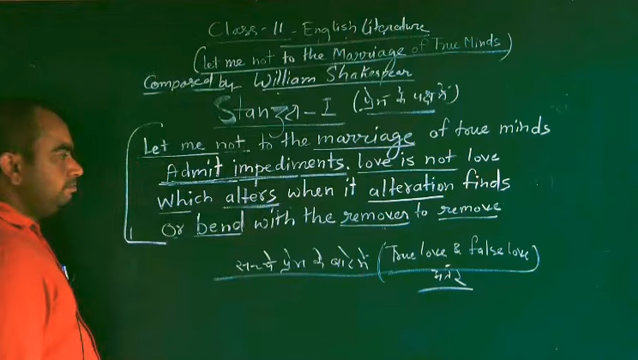 Class-11 - English Literature
(Let me not to the Marriage of True Minds)
Composed by William Shakespear
Stanza-I (प्रेम के पक्ष में)
Let me not to the marriage of true minds
Admit impediments. Love is not love
Which alters when it alteration finds
Or bend with the remover to remove
सच्चे प्रेम के बारे में (True love & false love)
अंतर